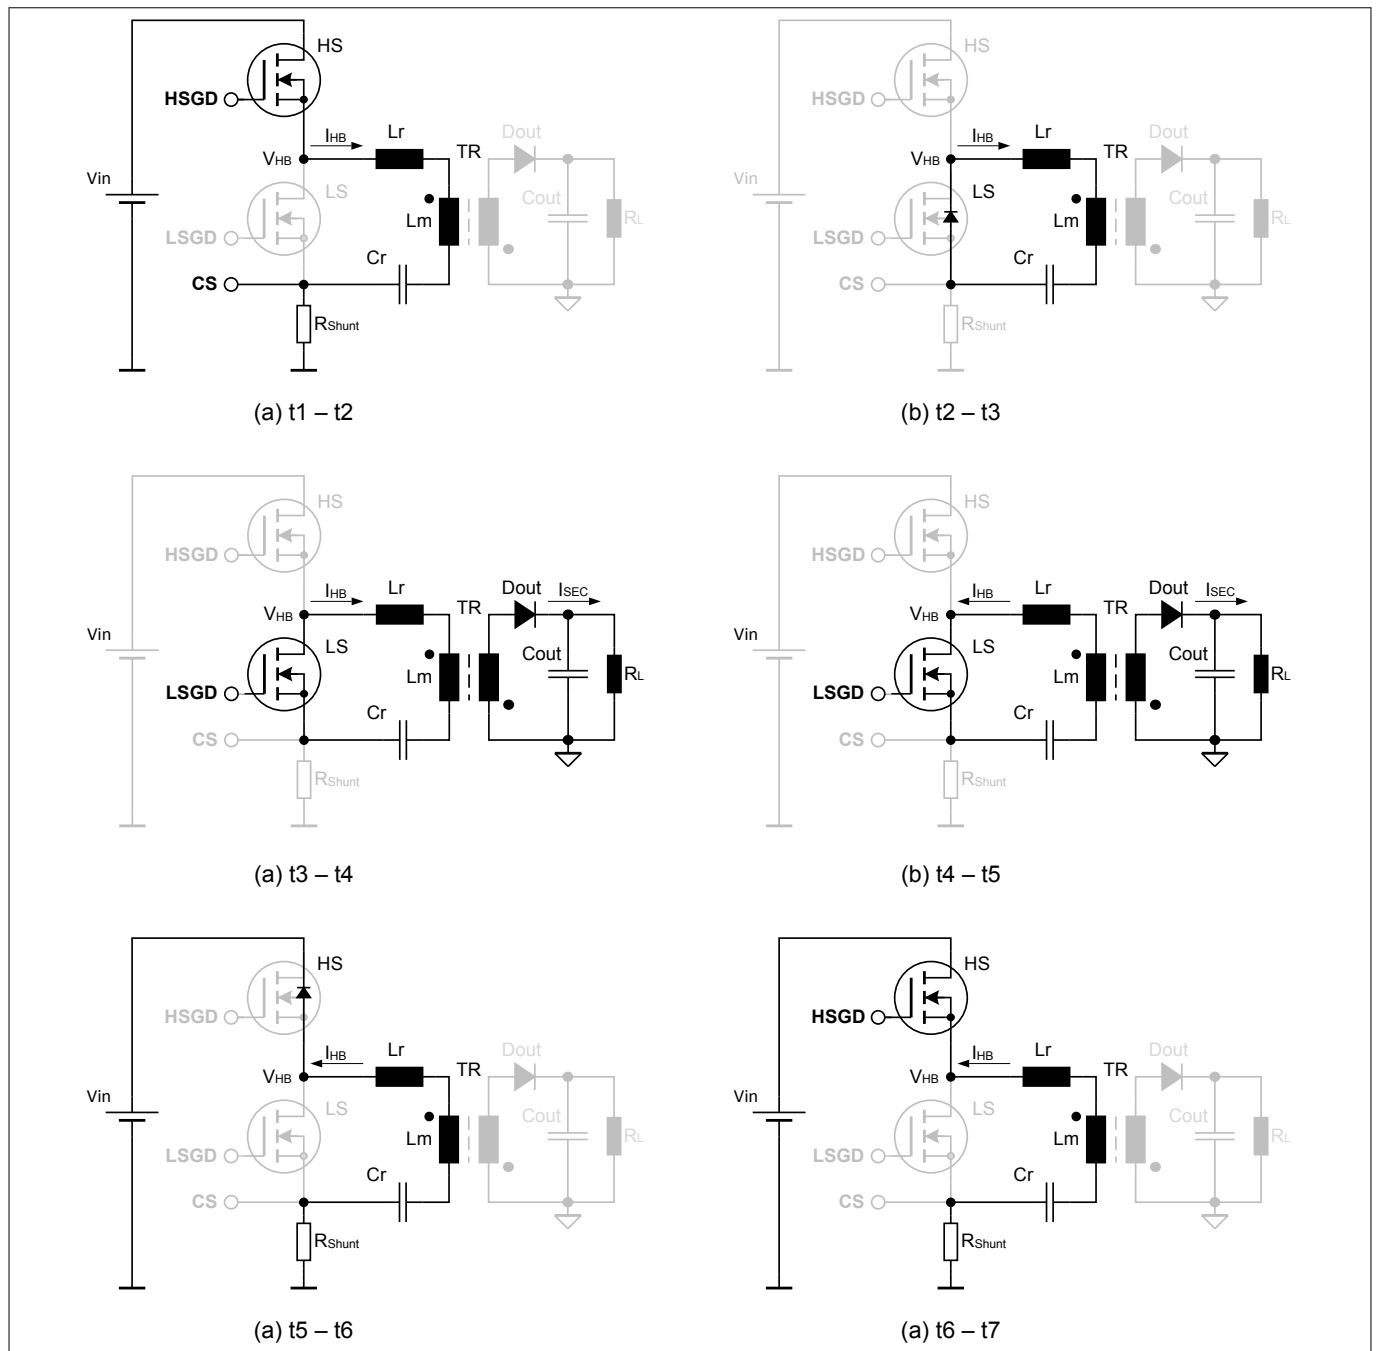 HS
HSGD
IHB
Lr
TR
Dout
VHB
Vin
LS
Lm
Cout
RL
LSGD
Cr
CS
RShunt
(a) t1 – t2
HS
HSGD
IHB
Lr
TR
Dout
VHB
Vin
LS
Lm
Cout
RL
LSGD
Cr
CS
RShunt
(b) t2 – t3
HS
HSGD
IHB
Lr
TR
Dout
ISEC
VHB
Vin
LS
Lm
Cout
RL
LSGD
Cr
CS
RShunt
(a) t3 – t4
HS
HSGD
IHB
Lr
TR
Dout
ISEC
VHB
Vin
LS
Lm
Cout
RL
LSGD
Cr
CS
RShunt
(b) t4 – t5
HS
HSGD
IHB
Lr
TR
Dout
VHB
Vin
LS
Lm
Cout
RL
LSGD
Cr
CS
RShunt
(a) t5 – t6
HS
HSGD
IHB
Lr
TR
Dout
VHB
Vin
LS
Lm
Cout
RL
LSGD
Cr
CS
RShunt
(a) t6 – t7